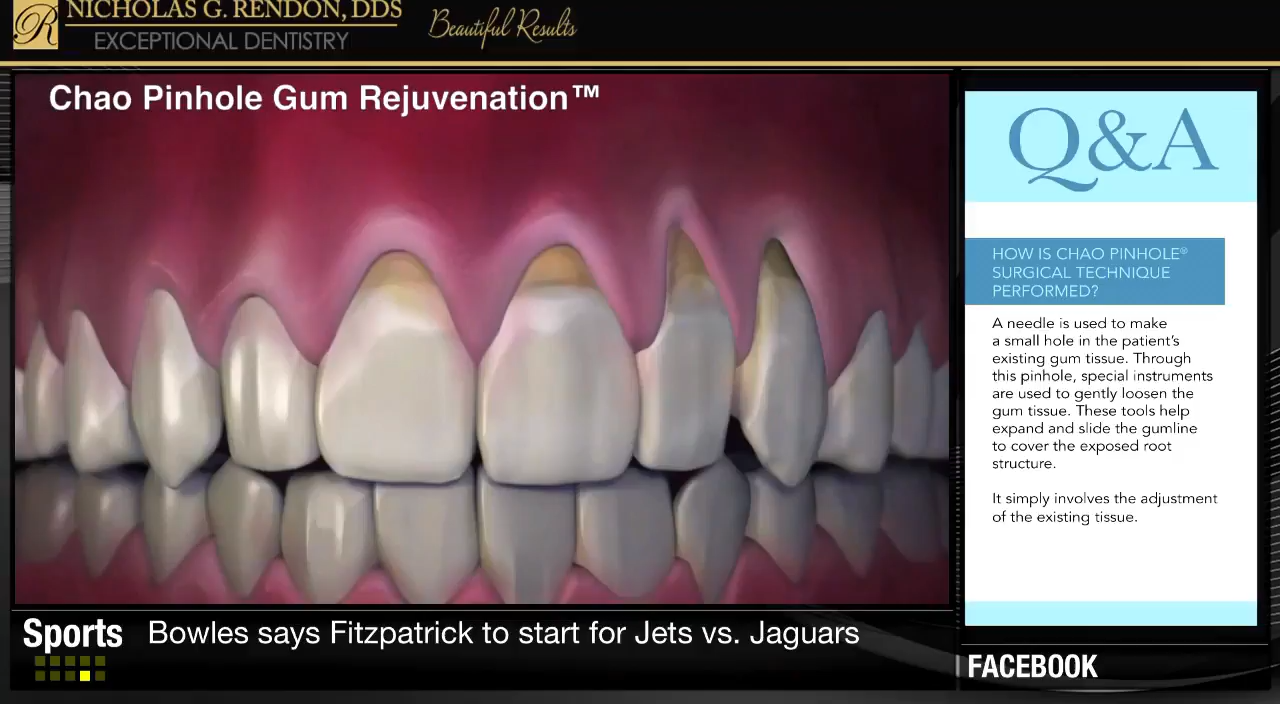 NICHOLAS G. RENDON, DDS
EXCEPTIONAL DENTISTRY
Beautiful Results
Chao Pinhole Gum Rejuvenation™
Q&A
HOW IS CHAO PINHOLE®
SURGICAL TECHNIQUE
PERFORMED?
A needle is used to make
a small hole in the patient's
existing gum tissue. Through
this pinhole, special instruments
are used to gently loosen the
gum tissue. These tools help
expand and slide the gumline
to cover the exposed root
structure.
It simply involves the adjustment
of the existing tissue.
Sports
Bowles says Fitzpatrick to start for Jets vs. Jaguars
FACEBOOK